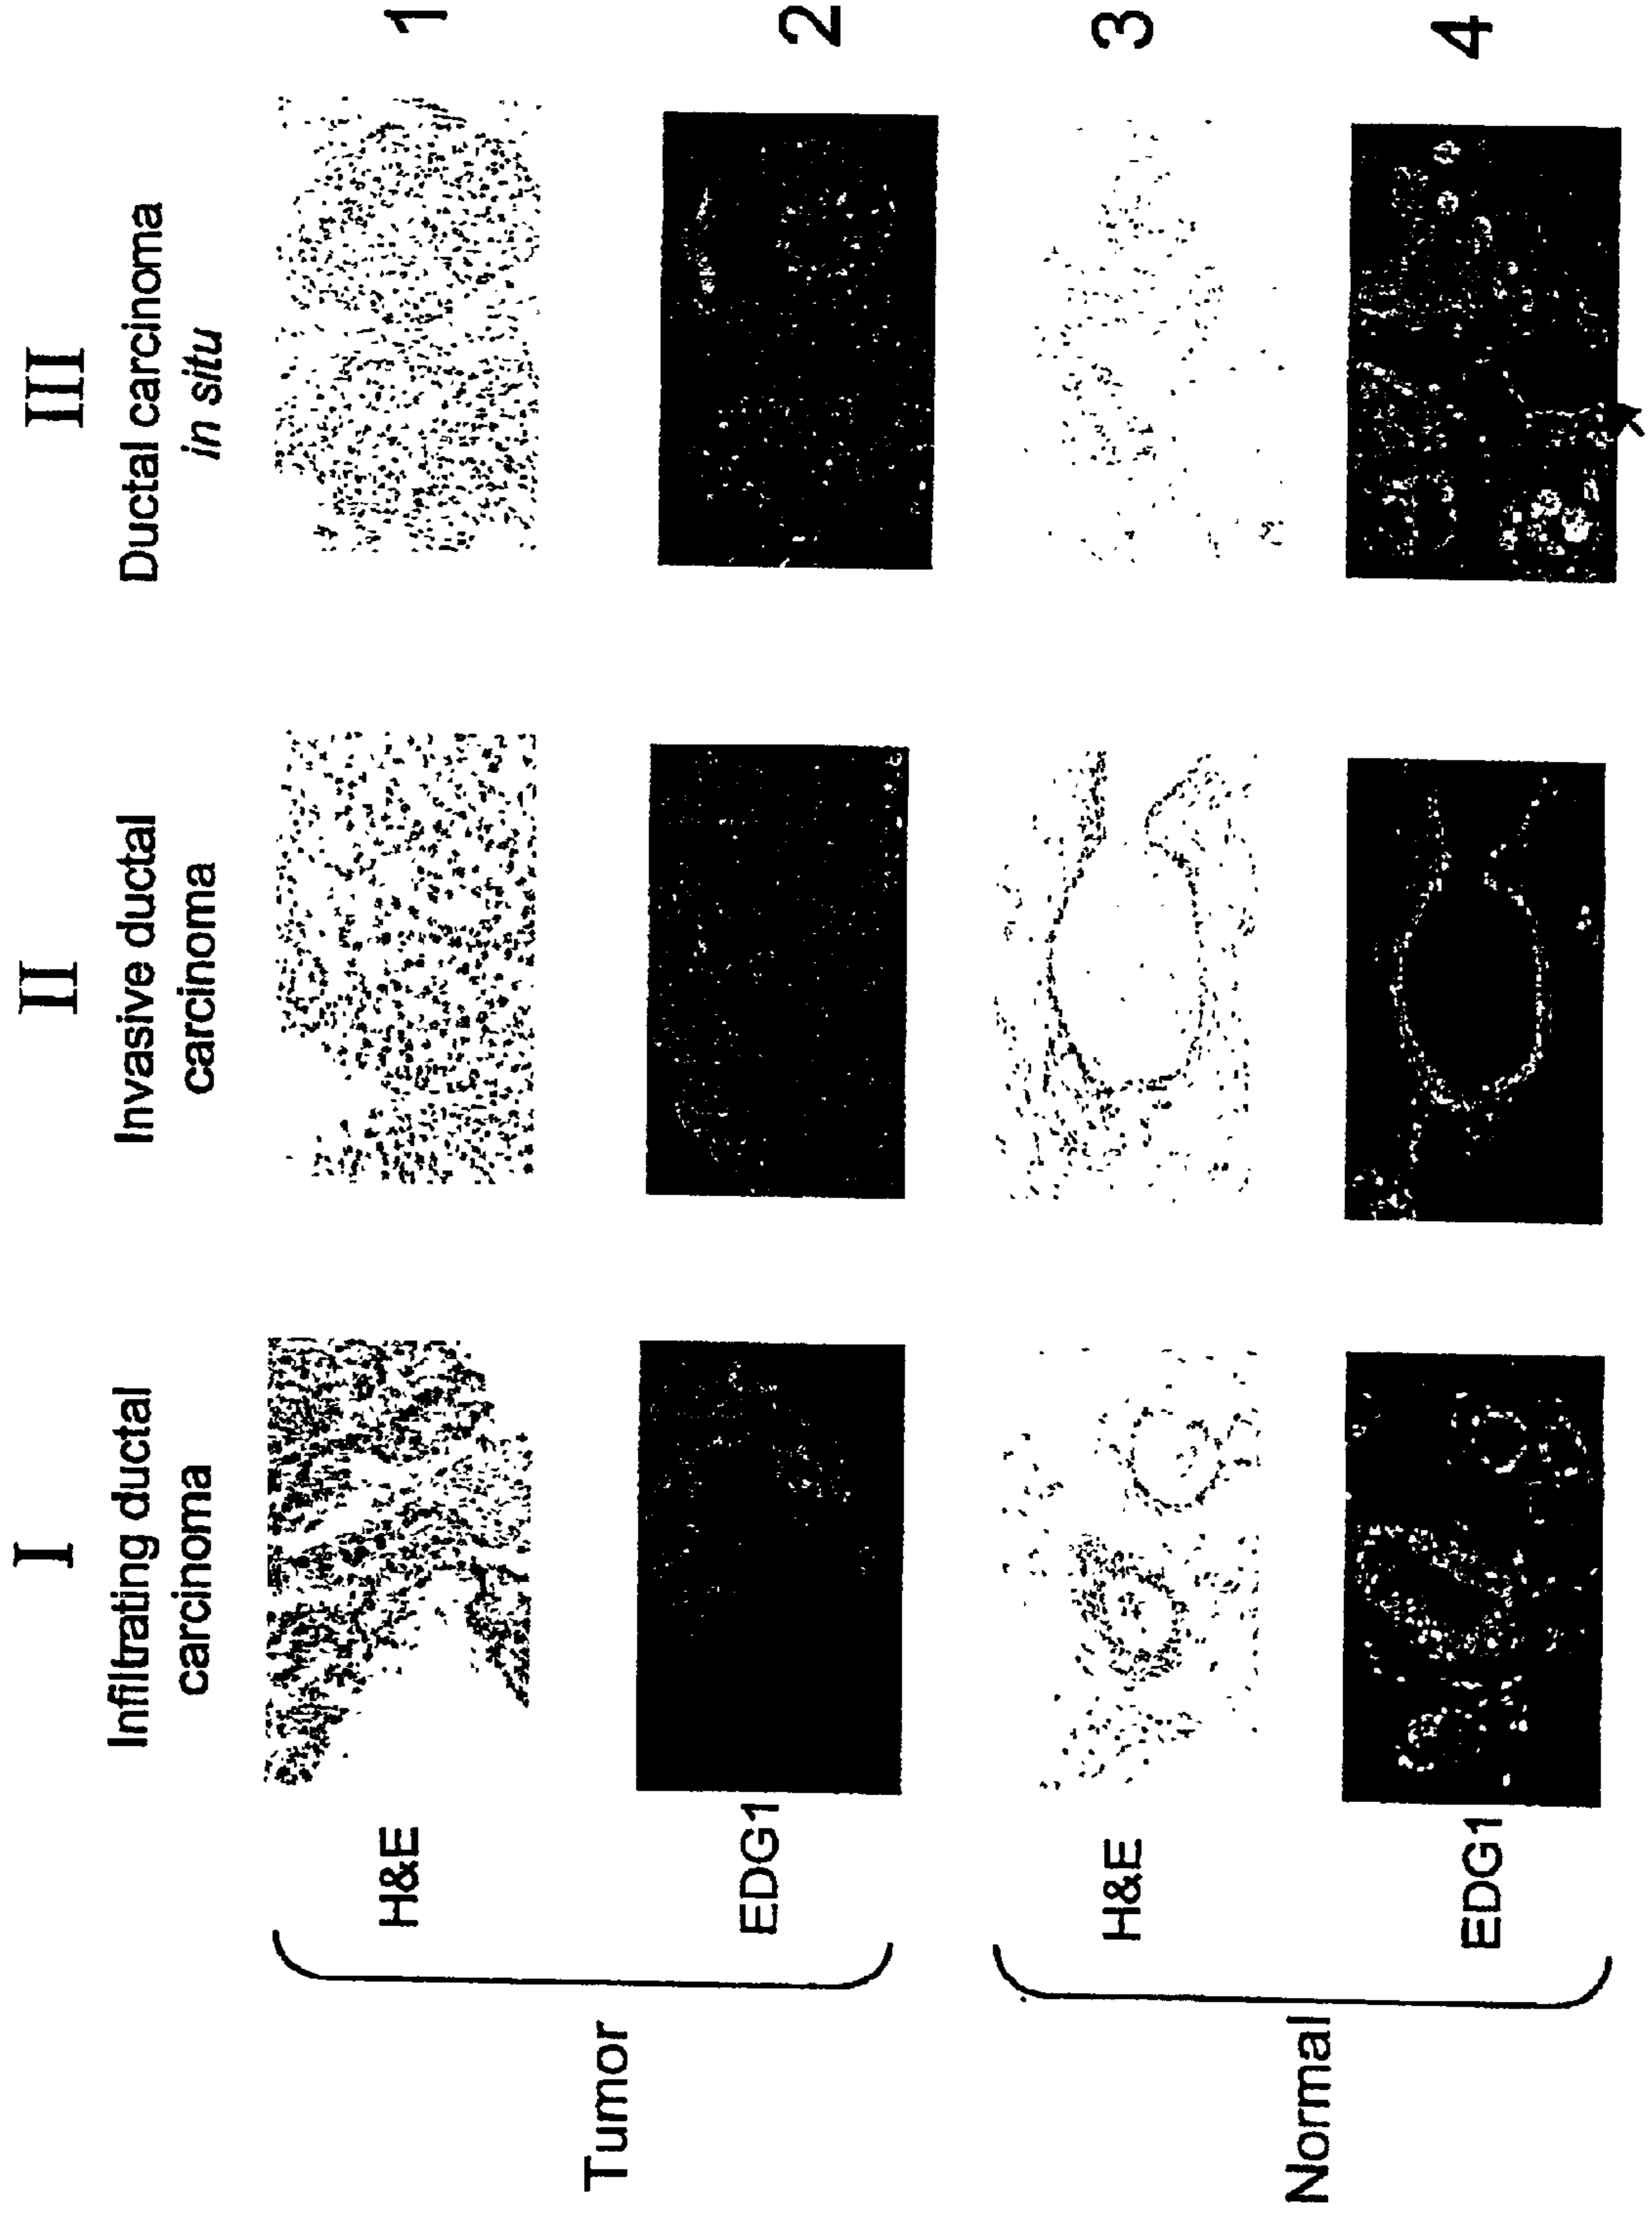 I
II
III
Infiltrating ductal
carcinoma
Invasive ductal
carcinoma
Ductal carcinoma
in situ
Tumor
H&E
1
EDG1
2
Normal
H&E
3
EDG1
4